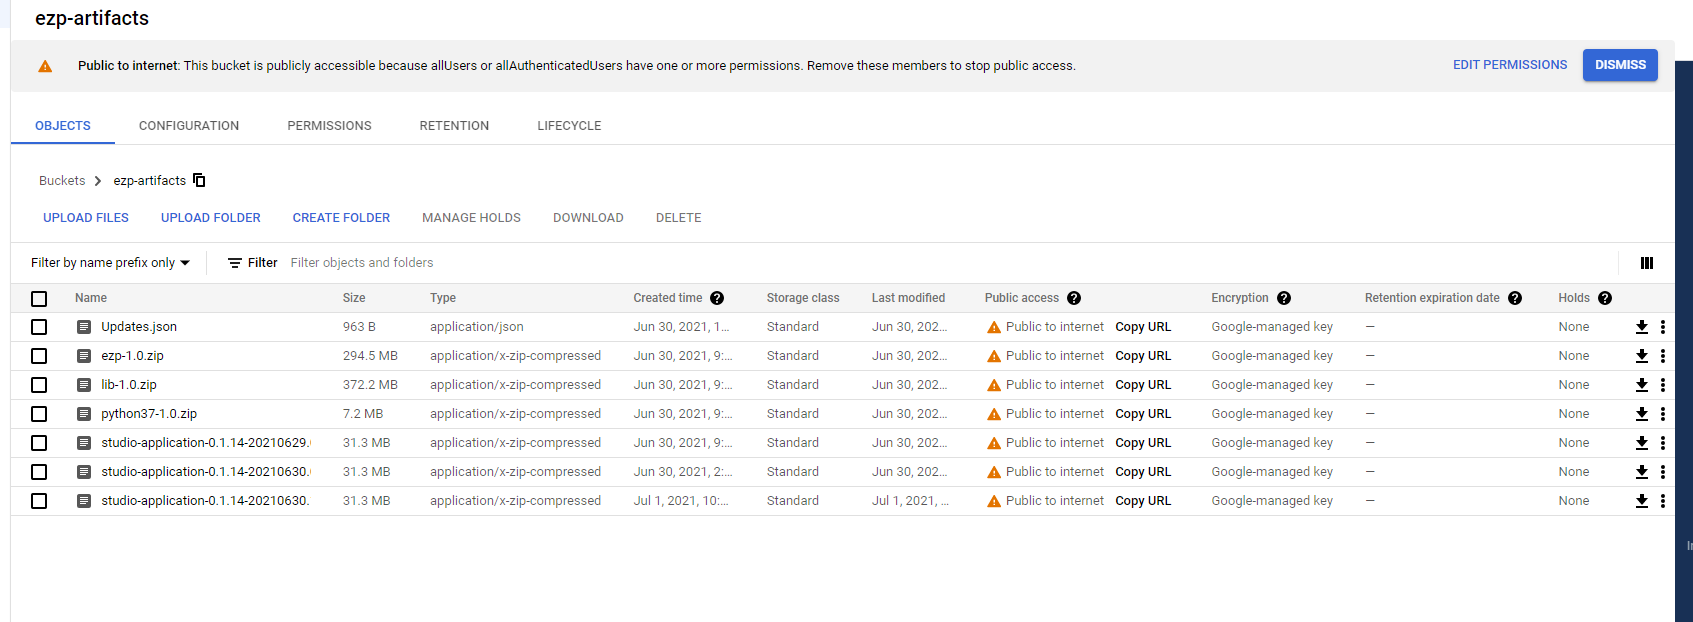 ezp-artifacts
Public to internet: This bucket is publicly accessible because allUsers or allAuthenticatedUsers have one or more permissions. Remove these members to stop public access.
EDIT PERMISSIONS
DISMISS
OBJECTS CONFIGURATION PERMISSIONS RETENTION LIFECYCLE
Buckets ezp-artifacts
UPLOAD FILES UPLOAD FOLDER CREATE FOLDER MANAGE HOLDS DOWNLOAD DELETE
Filter by name prefix only Filter Filter objects and folders
Name Size Type Created time Storage class Last modified Public access Encryption Retention expiration date Holds
Updates.json 963 B application/json Jun 30, 2021, 1... Standard Jun 30, 202... Public to internet Copy URL Google-managed key — None
ezp-1.0.zip 294.5 MB application/x-zip-compressed Jun 30, 2021, 9:... Standard Jun 30, 202... Public to internet Copy URL Google-managed key — None
lib-1.0.zip 372.2 MB application/x-zip-compressed Jun 30, 2021, 9:... Standard Jun 30, 202... Public to internet Copy URL Google-managed key — None
python37-1.0.zip 7.2 MB application/x-zip-compressed Jun 30, 2021, 9:... Standard Jun 30, 202... Public to internet Copy URL Google-managed key — None
studio-application-0.1.14-20210629. 31.3 MB application/x-zip-compressed Jun 30, 2021, 9:... Standard Jun 30, 202... Public to internet Copy URL Google-managed key — None
studio-application-0.1.14-20210630. 31.3 MB application/x-zip-compressed Jun 30, 2021, 2:... Standard Jun 30, 202... Public to internet Copy URL Google-managed key — None
studio-application-0.1.14-20210630. 31.3 MB application/x-zip-compressed Jul 1, 2021, 10:... Standard Jul 1, 2021, ... Public to internet Copy URL Google-managed key — None